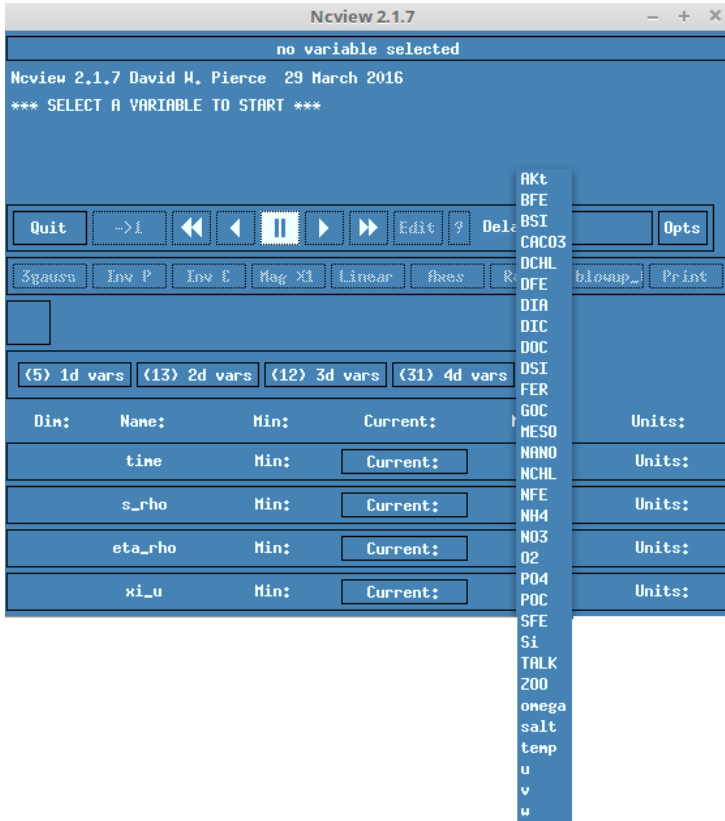 Ncview 2.1.7
no variable selected
Ncview 2.1.7 David W. Pierce 29 March 2016
*** SELECT A VARIABLE TO START ***
Quit ->1 Edit ? Dela Opts
3gauss Inv P Inv C Mag X1 Linear Axes Ra blowup_ Print
(5) 1d vars (13) 2d vars (12) 3d vars (31) 4d vars
Dim: Name: Min: Current: Units:
time Min: Current: Units:
s_rho Min: Current: Units:
eta_rho Min: Current: Units:
xi_u Min: Current: Units:
AKt
BFE
BSI
CACO3
DCHL
DFE
DIA
DIC
DOC
DSI
FER
GOC
MESO
NANO
NCHL
NFE
NH4
NO3
O2
PO4
POC
SFE
Si
TALK
ZOO
omega
salt
temp
u
v
w